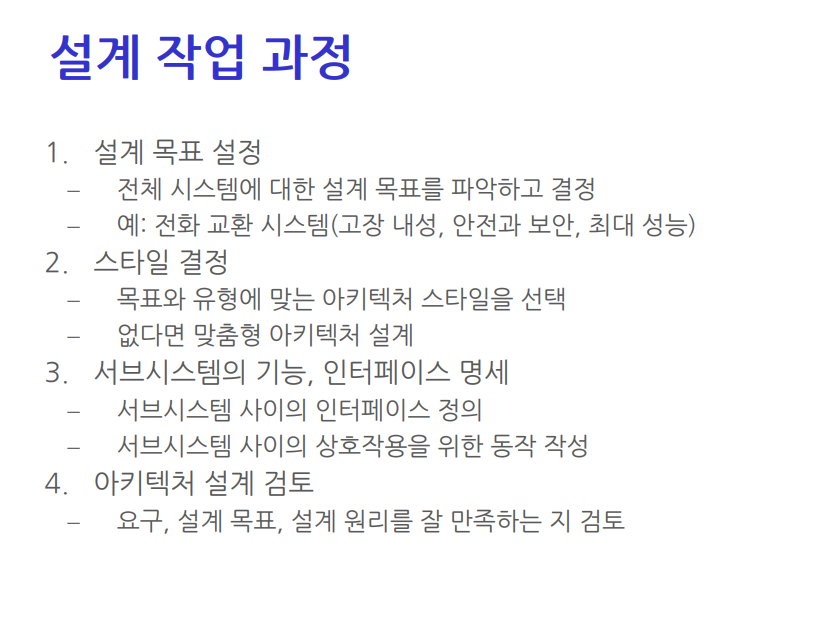 설계 작업 과정
1. 설계 목표 설정
– 전체 시스템에 대한 설계 목표를 파악하고 결정
– 예: 전화 교환 시스템(고장 내성, 안전과 보안, 최대 성능)
2. 스타일 결정
– 목표와 유형에 맞는 아키텍처 스타일을 선택
– 없다면 맞춤형 아키텍처 설계
3. 서브시스템의 기능, 인터페이스 명세
– 서브시스템 사이의 인터페이스 정의
– 서브시스템 사이의 상호작용을 위한 동작 작성
4. 아키텍처 설계 검토
– 요구, 설계 목표, 설계 원리를 잘 만족하는 지 검토